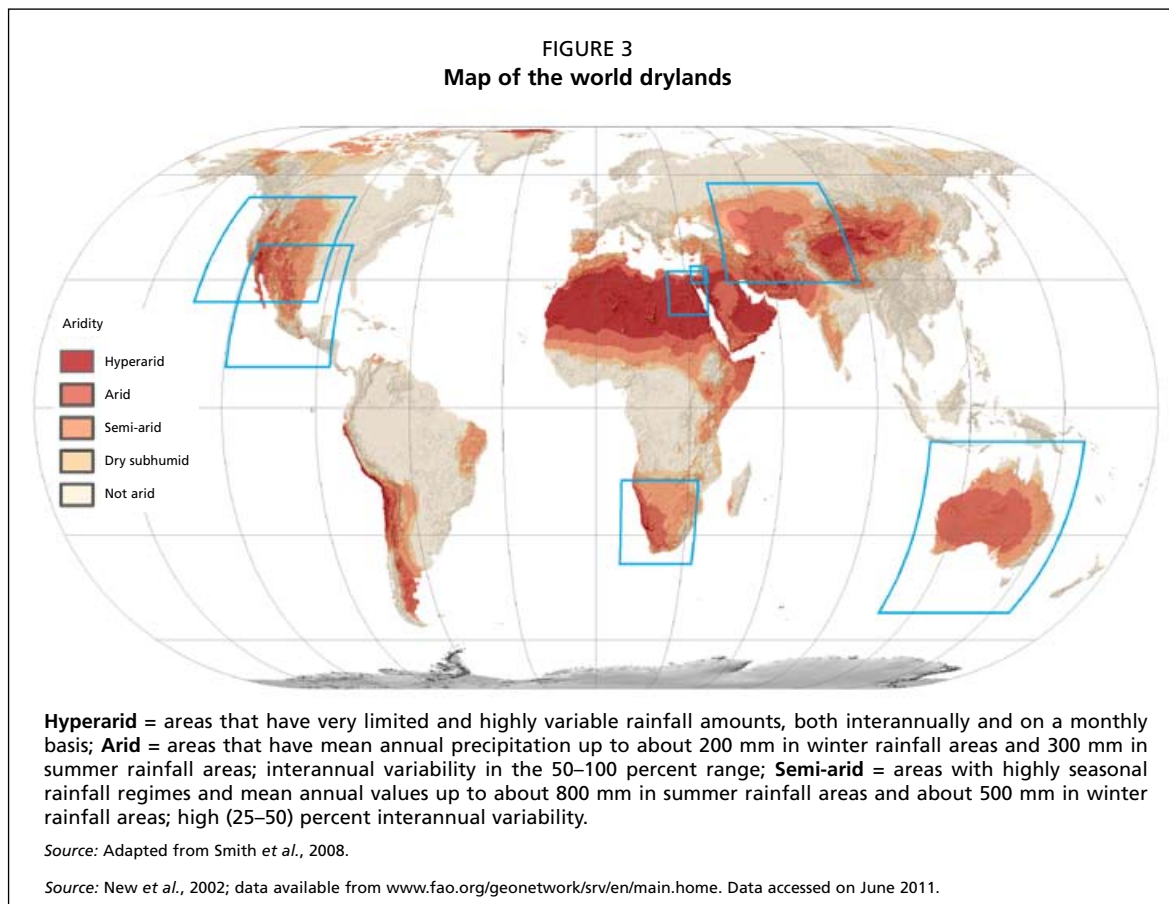 FIGURE 3
Map of the world drylands
Aridity
Hyperarid
Arid
Semi-arid
Dry subhumid
Not arid
Hyperarid = areas that have very limited and highly variable rainfall amounts, both interannually and on a monthly
basis; Arid = areas that have mean annual precipitation up to about 200 mm in winter rainfall areas and 300 mm in
summer rainfall areas; interannual variability in the 50–100 percent range; Semi-arid = areas with highly seasonal
rainfall regimes and mean annual values up to about 800 mm in summer rainfall areas and about 500 mm in winter
rainfall areas; high (25–50) percent interannual variability.
Source: Adapted from Smith et al., 2008.
Source: New et al., 2002; data available from www.fao.org/geonetwork/srv/en/main.home. Data accessed on June 2011.